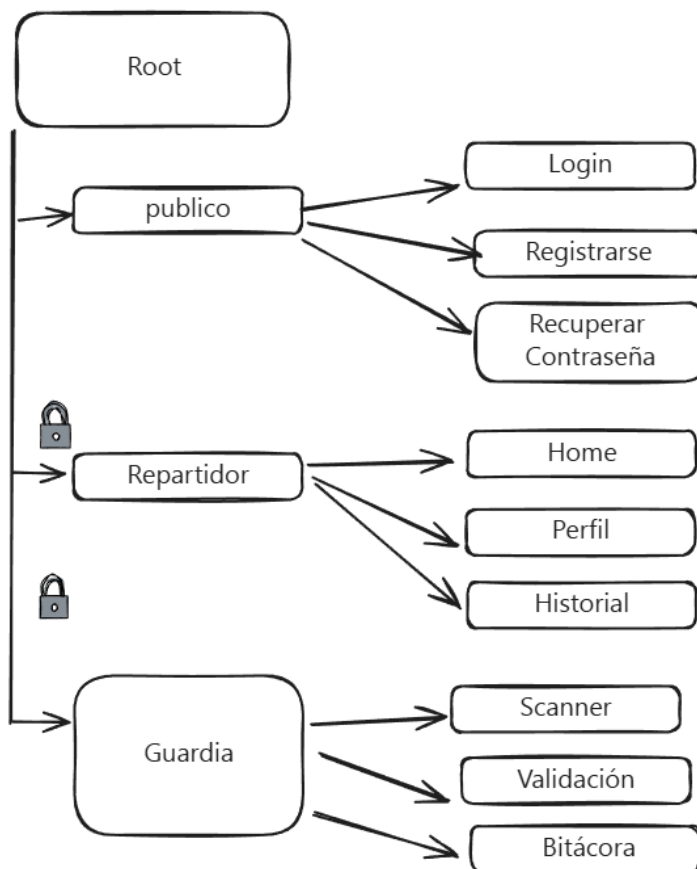 Root
publico
Login
Registrarse
Recuperar
Contraseña
Repartidor
Home
Perfil
Historial
Guardia
Scanner
Validación
Bitácora